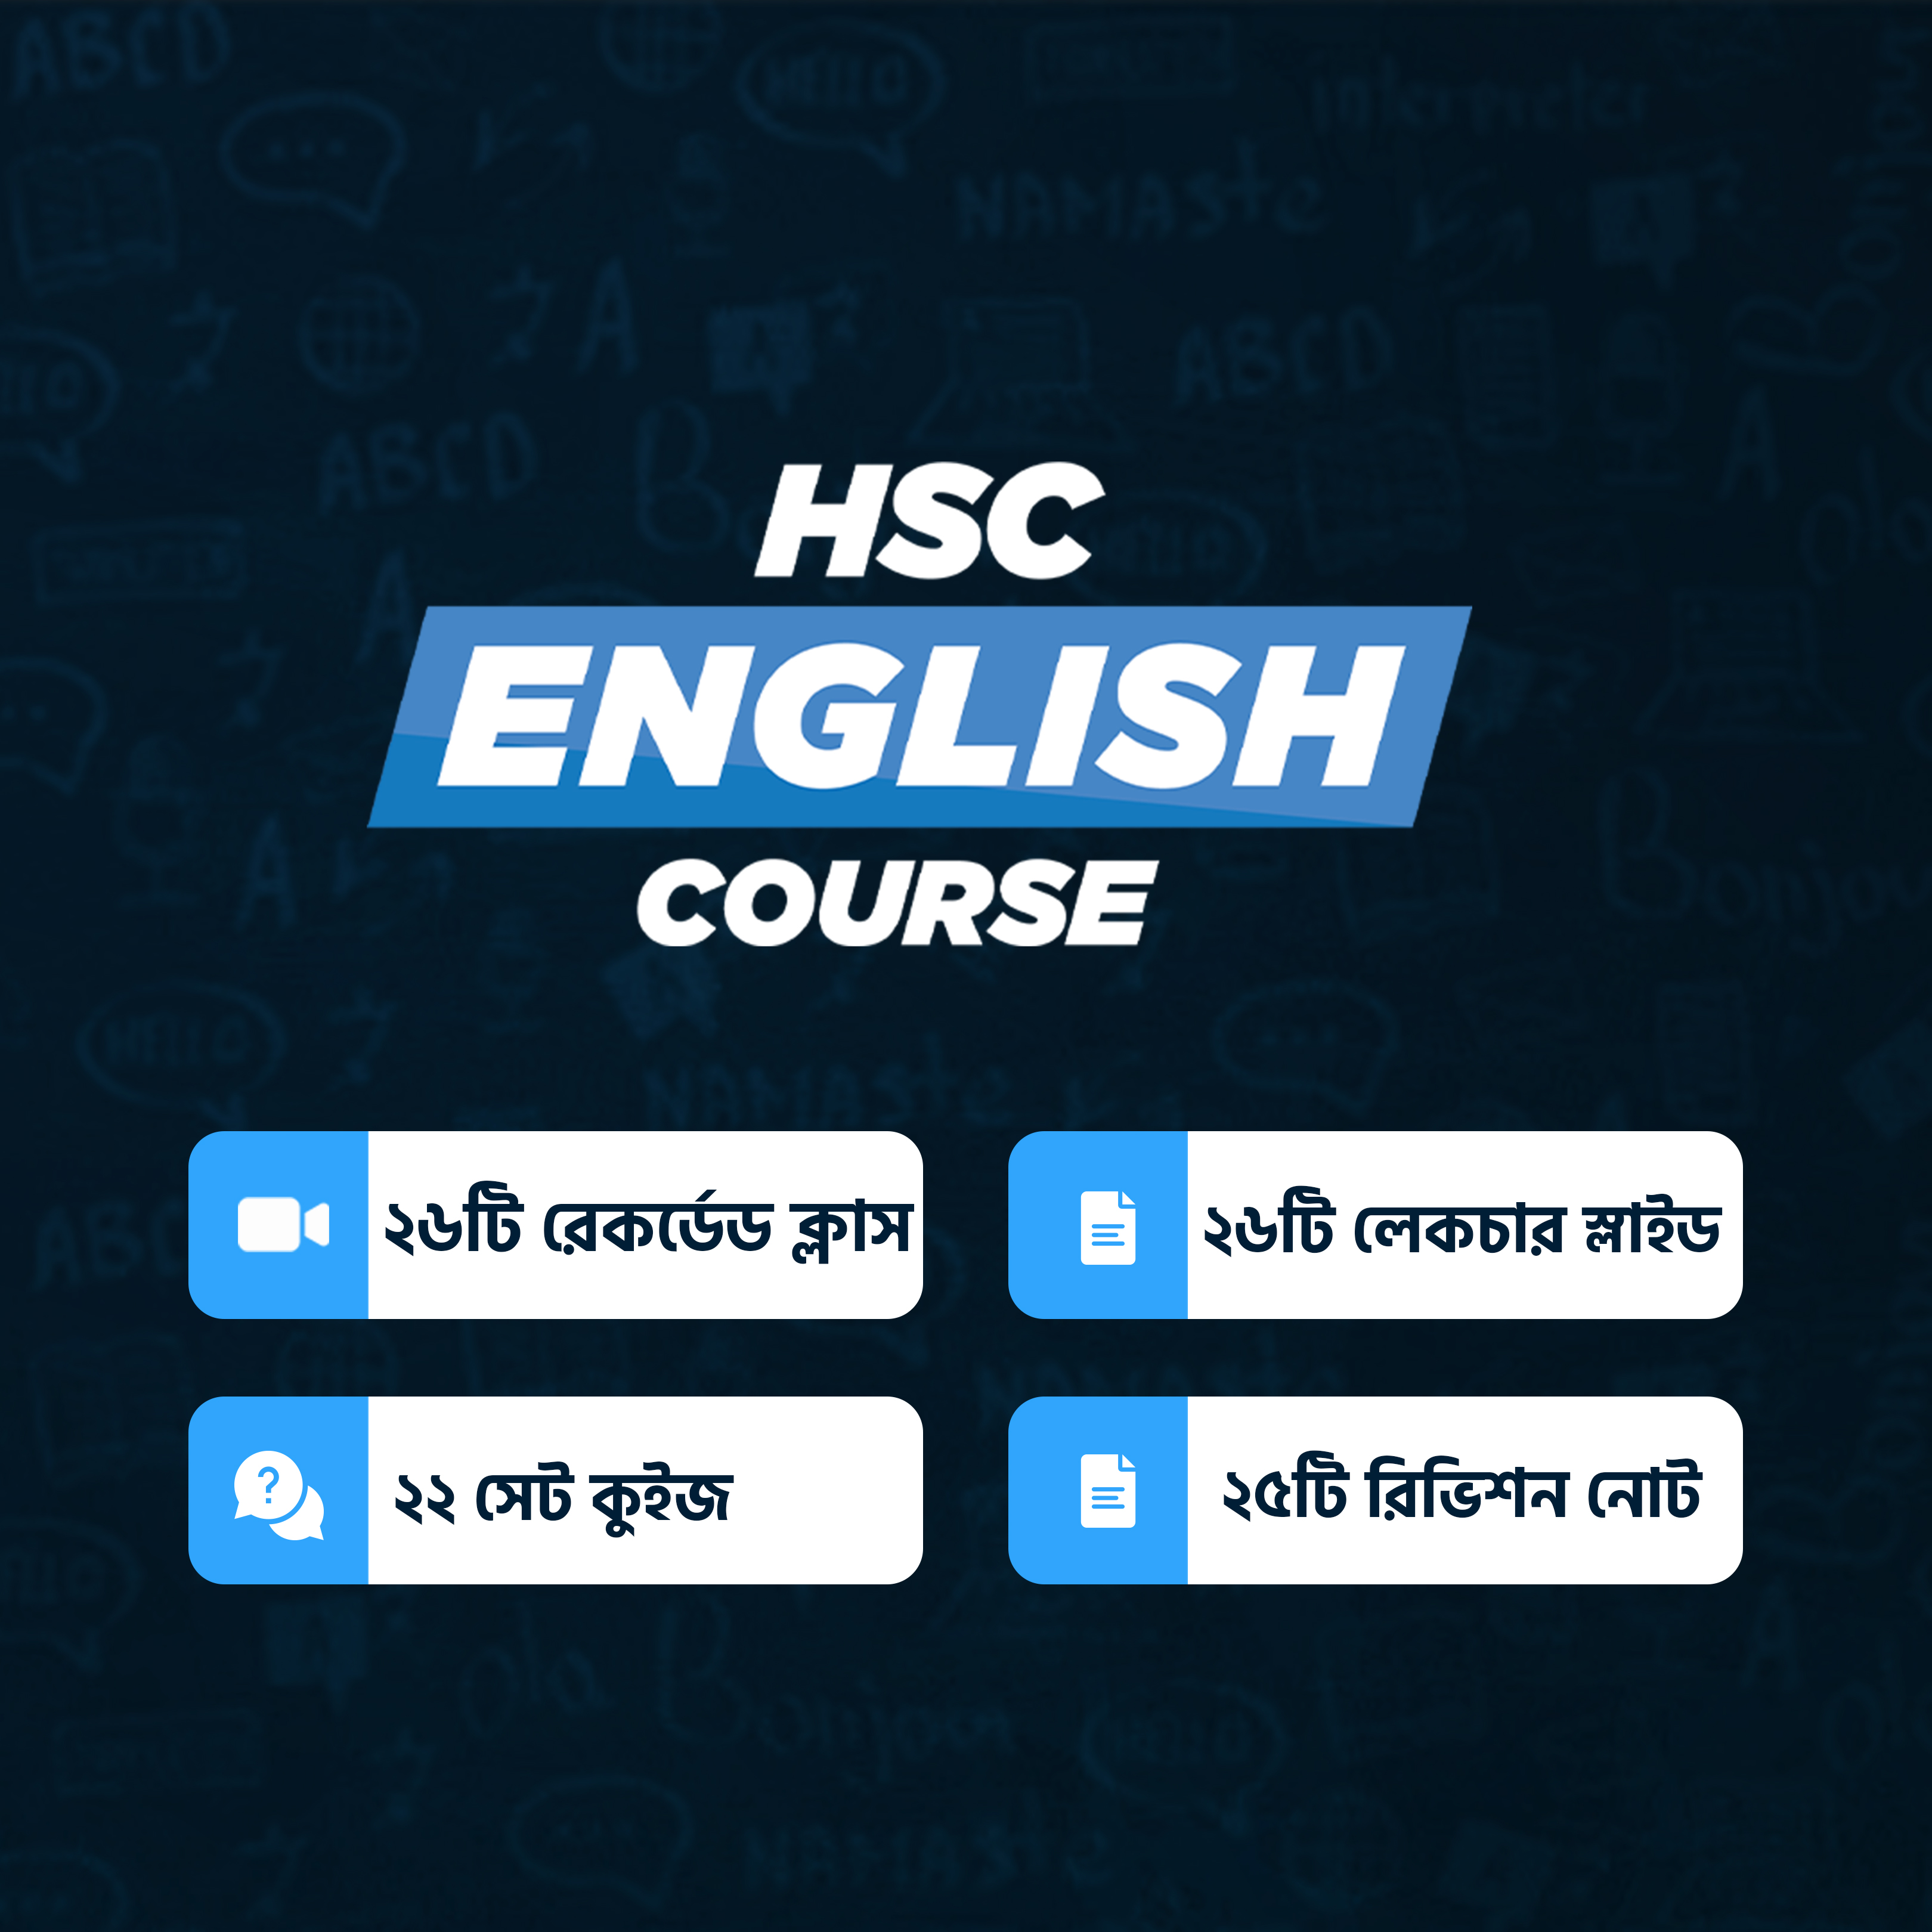 HSC
ENGLISH
COURSE
২৬টি রেকর্ডেড ক্লাস
২৬টি লেকচার স্লাইড
২২ সেট কুইজ
২৫টি রিভিশন নোট